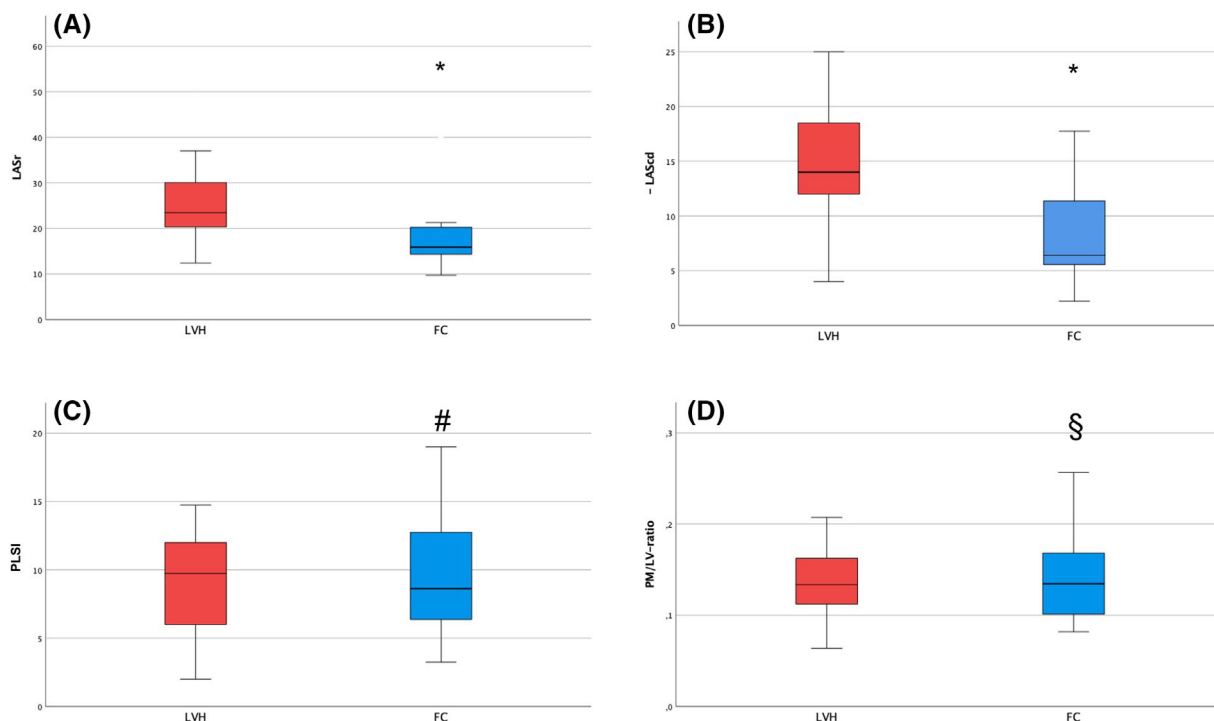 (A)
60
50
40
30
20
10
0
LASr
*
LVH
FC
(B)
25
20
15
10
5
0
- LAScd
*
LVH
FC
(C)
20
15
10
5
0
PLSI
#
LVH
FC
(D)
,3
,2
,1
,0
PM/LV-ratio
§
LVH
FC